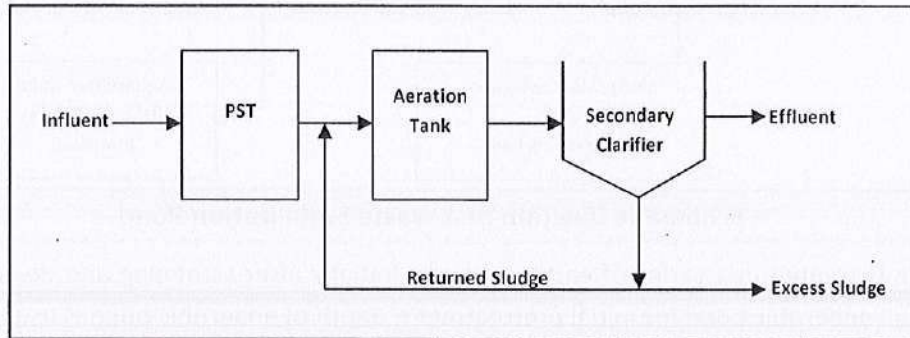 Influent
PST
Aeration
Tank
Secondary
Clarifier
Effluent
Returned Sludge
Excess Sludge